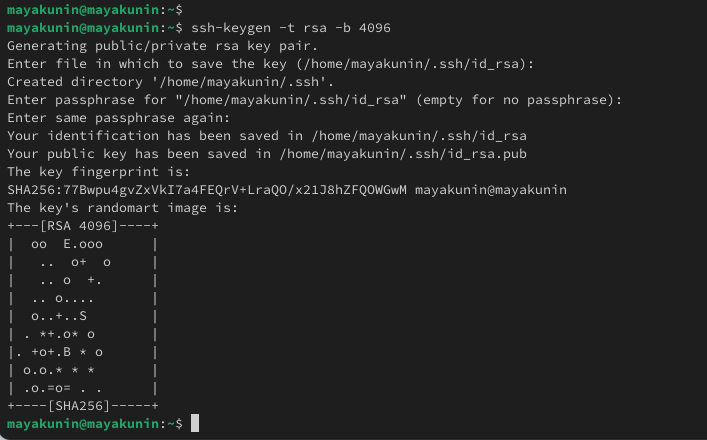 mayakunin@mayakunin:~$
mayakunin@mayakunin:~$ ssh-keygen -t rsa -b 4096
Generating public/private rsa key pair.
Enter file in which to save the key (/home/mayakunin/.ssh/id_rsa):
Created directory '/home/mayakunin/.ssh'.
Enter passphrase for "/home/mayakunin/.ssh/id_rsa" (empty for no passphrase):
Enter same passphrase again:
Your identification has been saved in /home/mayakunin/.ssh/id_rsa
Your public key has been saved in /home/mayakunin/.ssh/id_rsa.pub
The key fingerprint is:
SHA256:77Bwpu4gvZxVkI7a4FEQrV+LraQO/x21J8hZFQOWGwM mayakunin@mayakunin
The key's randomart image is:
+---[RSA 4096]----+
|  oo  E.ooo      |
|   ..  o+  o     |
|   .. o  +.      |
|  .. o....       |
|  o..+..S        |
| . *+.o* o       |
|. +o+.B * o      |
| o.o.* * *       |
| .o.=o= . .      |
+----[SHA256]-----+
mayakunin@mayakunin:~$